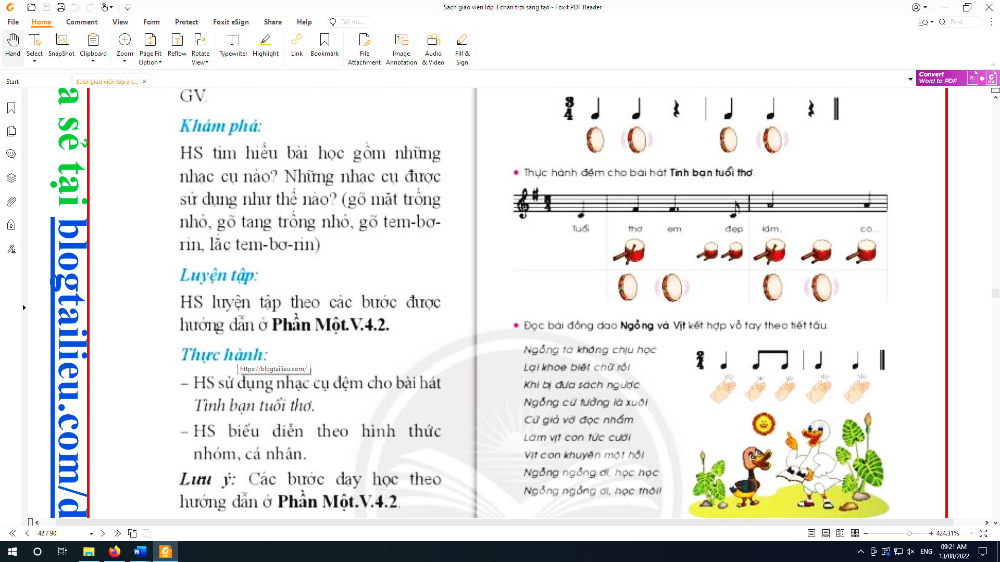 Sách giáo viên lớp 3 chân trời sáng tạo - Foxit PDF Reader
File Home Comment View Form Protect Foxit eSign Share Help Tell me... Find
Hand Select SnapShot Clipboard Zoom Page Fit Option Reflow Rotate View Typewriter Highlight Link Bookmark File Attachment Image Annotation Audio & Video Fill & Sign
Start Sách giáo viên lớp 3 c...
Convert
Word to PDF
a sẻ tại blogtailieu.com/d
GV.
Khám phá:
HS tìm hiểu bài học gồm những
nhạc cụ nào? Những nhạc cụ được
sử dụng như thế nào? (gõ mặt trống
nhỏ, gõ tang trống nhỏ, gõ tem-bơ-
rin, lắc tem-bơ-rin)
Luyện tập:
HS luyện tập theo các bước được
hướng dẫn ở Phần Một.V.4.2.
Thực hành:
https://blogtailieu.com/
– HS sử dụng nhạc cụ đệm cho bài hát
Tình bạn tuổi thơ.
– HS biểu diễn theo hình thức
nhóm, cá nhân.
Lưu ý: Các bước dạy học theo
hướng dẫn ở Phần Một.V.4.2.
3
4
• Thực hành đệm cho bài hát Tình bạn tuổi thơ.
Tuổi thơ em đẹp lắm, có...
• Đọc bài đồng dao Ngỗng và Vịt kết hợp vỗ tay theo tiết tấu.
Ngỗng ta không chịu học
Lại khoe biết chữ rồi
Khi bị đưa sách ngược
Ngỗng cứ tưởng là xuôi
Cứ giả vờ đọc nhẩm
Làm vịt con tức cười
Vịt con khuyên một hồi
Ngỗng ngỗng ơi, học học
Ngỗng ngỗng ơi, học thôi!
2
4
42 / 90
424.31%
ENG
09:21 AM
13/08/2022